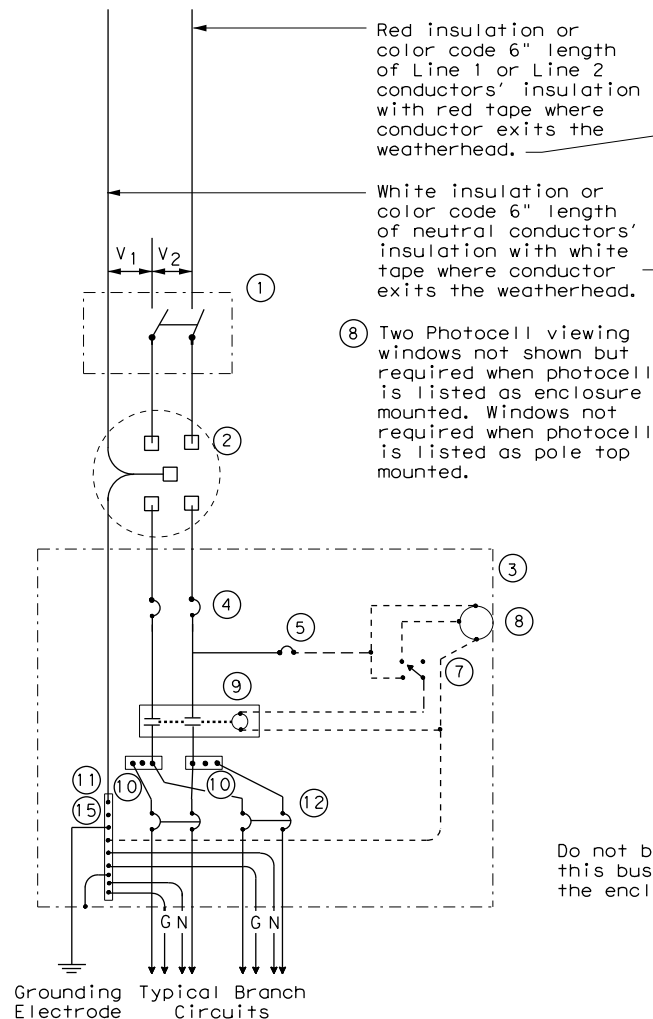 Red insulation or
color code 6" length
of Line 1 or Line 2
conductors' insulation
with red tape where
conductor exits the
weatherhead.
White insulation or
color code 6" length
of neutral conductors'
insulation with white
tape where conductor
exits the weatherhead.
V1 V2
1
8 Two Photocell viewing
windows not shown but
required when photocell
is listed as enclosure
mounted. Windows not
required when photocell
is listed as pole top
mounted.
2
3
4
5
8
7
9
11 10 10
15 12
Do not b
this bus
the encl
G N G N
Grounding
Electrode
Typical Branch
Circuits